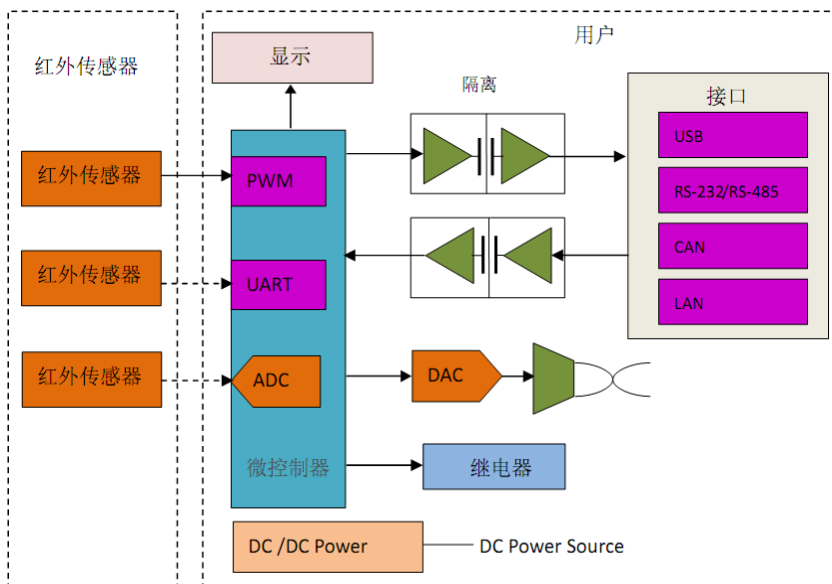 用户
红外传感器
显示
隔离
接口
红外传感器
PWM
USB
RS-232/RS-485
红外传感器
UART
CAN
LAN
红外传感器
ADC
DAC
微控制器
继电器
DC /DC Power
DC Power Source